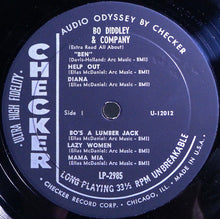 AUDIO ODYSSEY BY CHECKER
BO DIDDLEY
& COMPANY
(Extra Read All About)
"BEN"
(Davis-Holland: Arc Music - BMI)
HELP OUT
(Ellas McDaniel: Arc Music - BMI)
DIANA
(Ellas McDaniel: Arc Music - BMI)
CHECKER
ULTRA HIGH FIDELITY
Side 1
U-12012
BO'S A LUMBER JACK
(Ellas McDaniel: Arc Music - BMI)
LAZY WOMEN
(Ellas McDaniel: Arc Music - BMI)
MAMA MIA
(Ellas McDaniel: Arc Music - BMI)
LP-2985
LONG PLAYING 33⅓ RPM UNBREAKABLE
CHECKER RECORD CORP. CHICAGO, ILL.
MADE IN U.S.A.